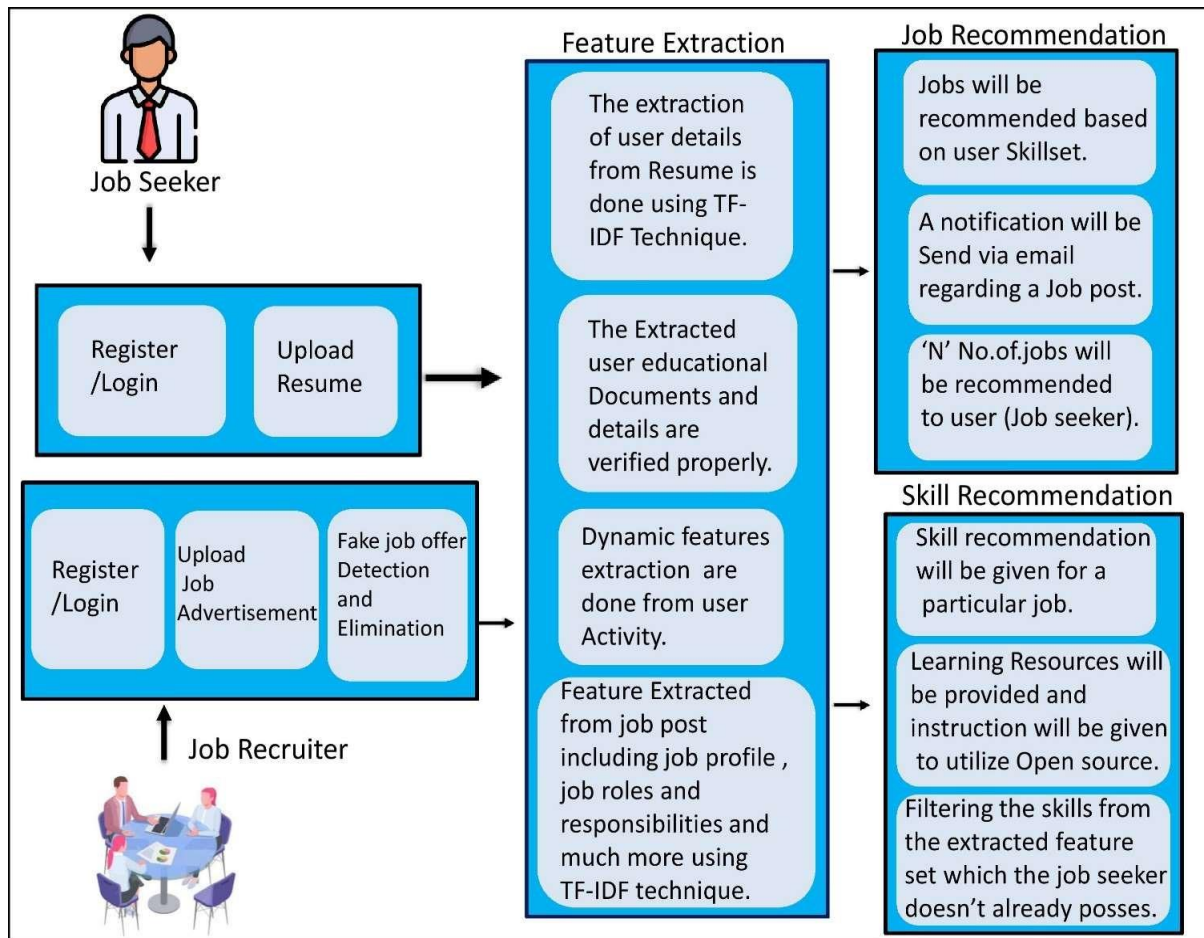 Job Seeker
Register
/Login
Upload
Resume
Register
/Login
Upload
Job
Advertisement
Fake job offer
Detection
and
Elimination
Job Recruiter
Feature Extraction
The extraction
of user details
from Resume is
done using TF-
IDF Technique.
The Extracted
user educational
Documents and
details are
verified properly.
Dynamic features
extraction are
done from user
Activity.
Feature Extracted
from job post
including job profile ,
job roles and
responsibilities and
much more using
TF-IDF technique.
Job Recommendation
Jobs will be
recommended based
on user Skillset.
A notification will be
Send via email
regarding a Job post.
‘N’ No.of.jobs will
be recommended
to user (Job seeker).
Skill Recommendation
Skill recommendation
will be given for a
particular job.
Learning Resources will
be provided and
instruction will be given
to utilize Open source.
Filtering the skills from
the extracted feature
set which the job seeker
doesn’t already posses.